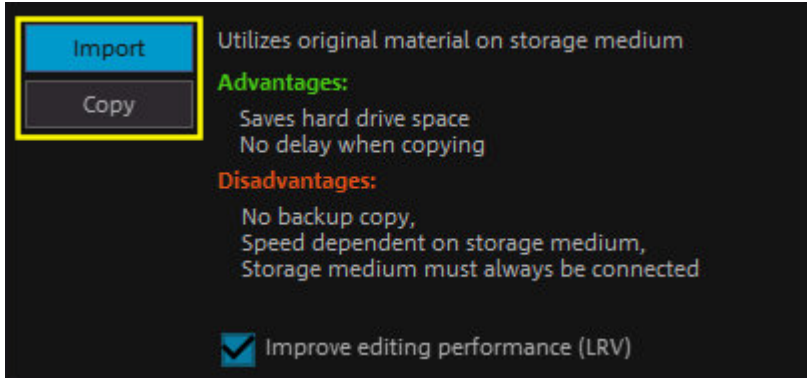 Import
Copy
Utilizes original material on storage medium
Advantages:
Saves hard drive space
No delay when copying
Disadvantages:
No backup copy,
Speed dependent on storage medium,
Storage medium must always be connected
Improve editing performance (LRV)